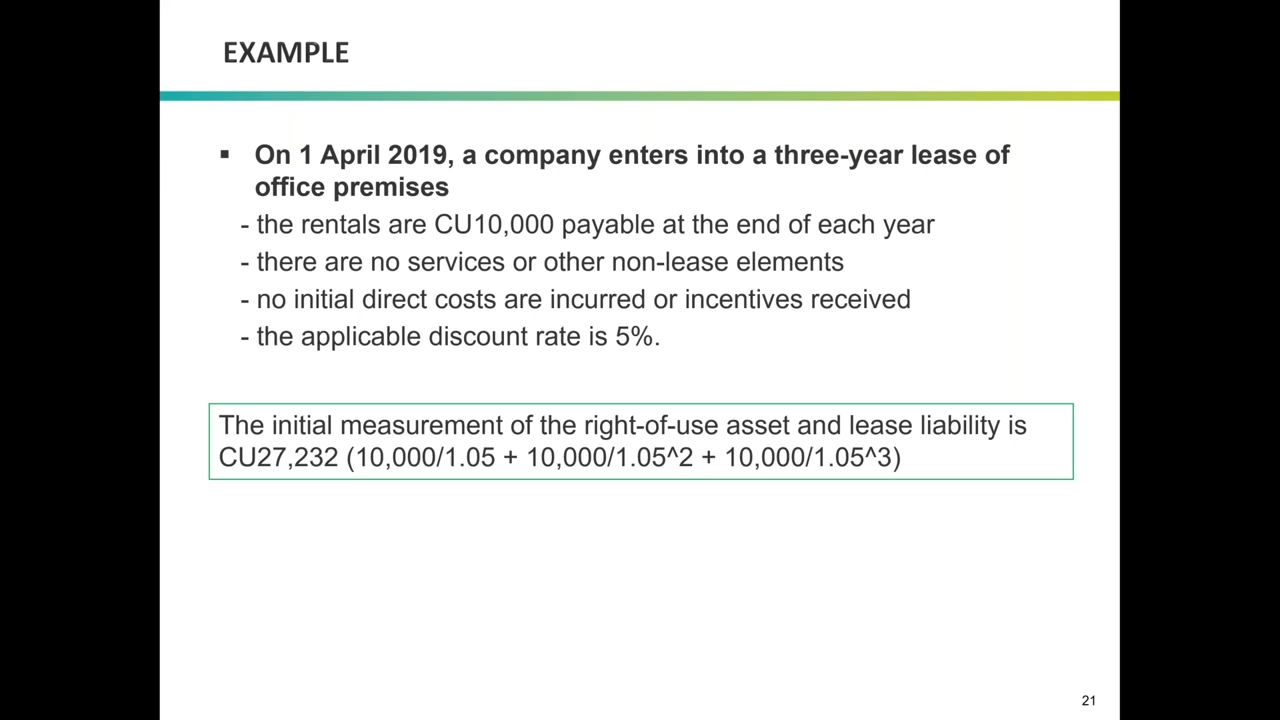 EXAMPLE
▪ On 1 April 2019, a company enters into a three-year lease of
office premises
- the rentals are CU10,000 payable at the end of each year
- there are no services or other non-lease elements
- no initial direct costs are incurred or incentives received
- the applicable discount rate is 5%.
The initial measurement of the right-of-use asset and lease liability is
CU27,232 (10,000/1.05 + 10,000/1.05^2 + 10,000/1.05^3)
21